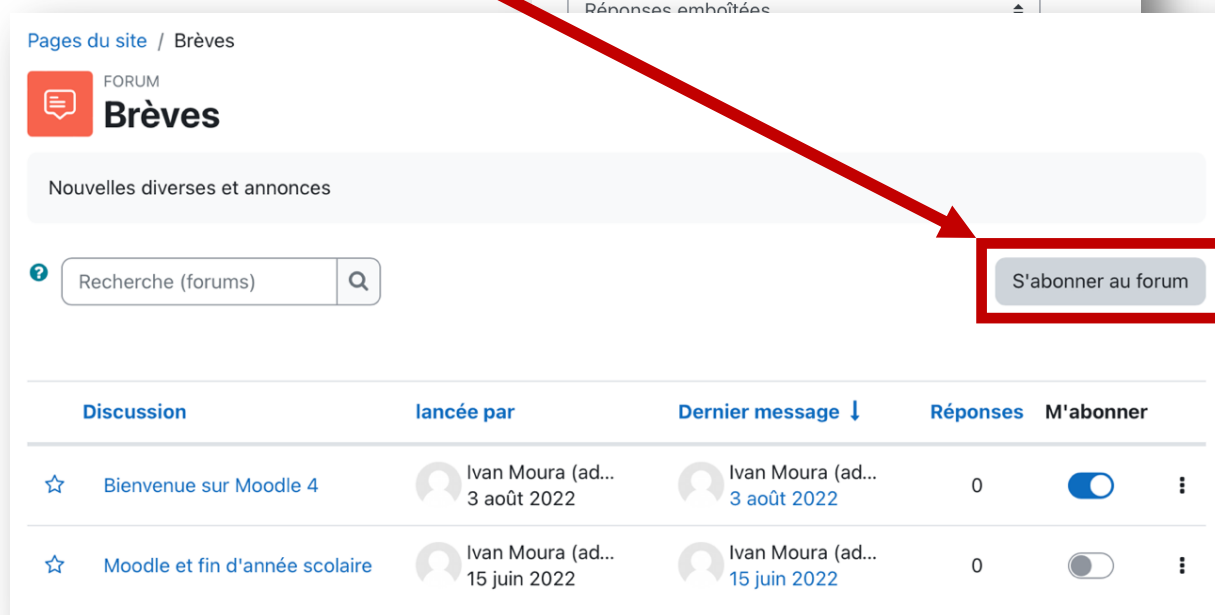 Réponses emboîtées
Pages du site / Brèves
FORUM
Brèves
Nouvelles diverses et annonces
Recherche (forums)
S'abonner au forum
Discussion lancée par Dernier message Réponses M'abonner
Bienvenue sur Moodle 4 Ivan Moura (ad... Ivan Moura (ad... 0
3 août 2022 3 août 2022
Moodle et fin d'année scolaire Ivan Moura (ad... Ivan Moura (ad... 0
15 juin 2022 15 juin 2022